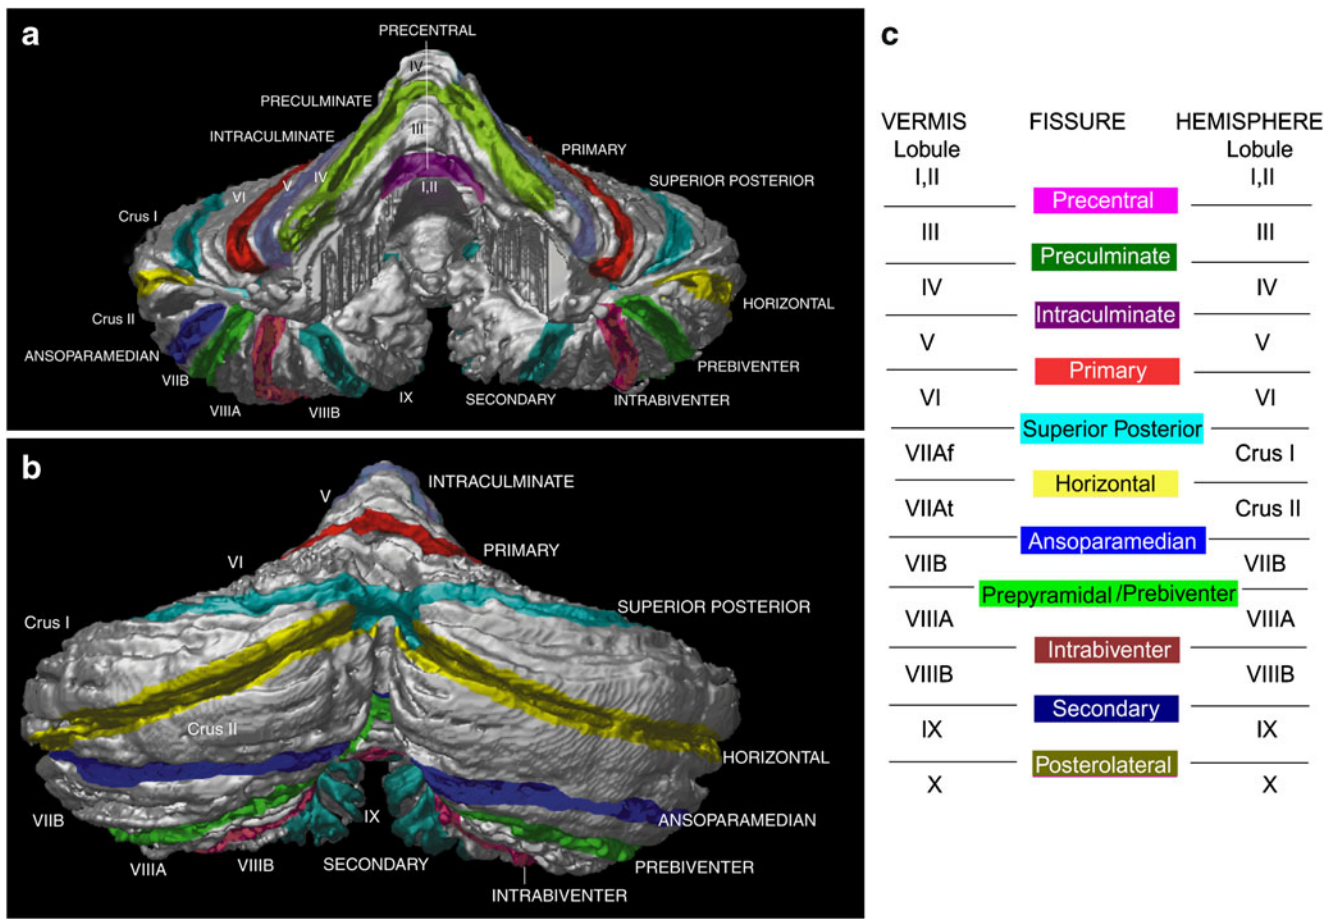 a
PRECENTRAL
IV
PRECULMINATE
III
INTRACULMINATE
PRIMARY
IV
V
I,II
SUPERIOR POSTERIOR
VI
Crus I
HORIZONTAL
Crus II
ANSOPARAMEDIAN
PREBITENTER
VIIB
IX
SECONDARY
INTRABIVENTER
VIIIA
VIIIB
b
V
INTRACULMINATE
PRIMARY
VI
SUPERIOR POSTERIOR
Crus I
Crus II
HORIZONTAL
VIIB
IX
ANSOPARAMEDIAN
VIIIA
VIIIB
SECONDARY
PREBIVENTER
INTRABIVENTER
c
VERMIS FISSURE HEMISPHERE
Lobule Lobule
I,II I,II
Precentral
III III
Preculminate
IV IV
Intraculminate
V V
Primary
VI VI
Superior Posterior
VIIAf Crus I
Horizontal
VIIAt Crus II
Ansoparamedian
VIIB VIIB
Prepyramidal/Prebiventer
VIIIA VIIIA
Intrabiventer
VIIIB VIIIB
Secondary
IX IX
Posterolateral
X X